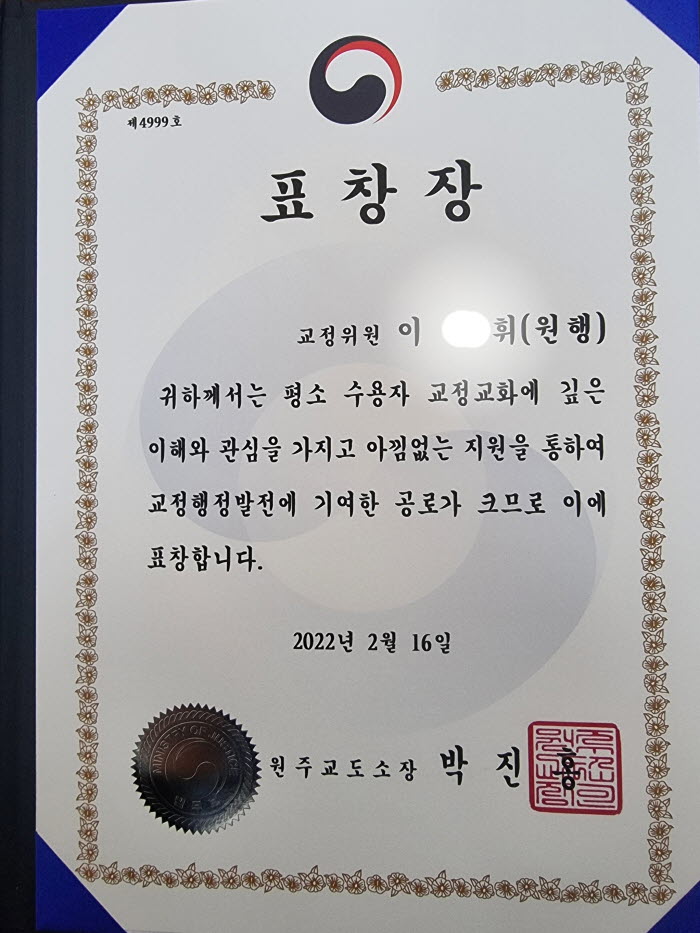 제4999호
표창장
교정위원 이 휘(원행)
귀하께서는 평소 수용자 교정교화에 깊은
이해와 관심을 가지고 아낌없는 지원을 통하여
교정행정발전에 기여한 공로가 크므로 이에
표창합니다.
2022년 2월 16일
MINISTRY OF JUSTICE
원주교도소장 박진홍